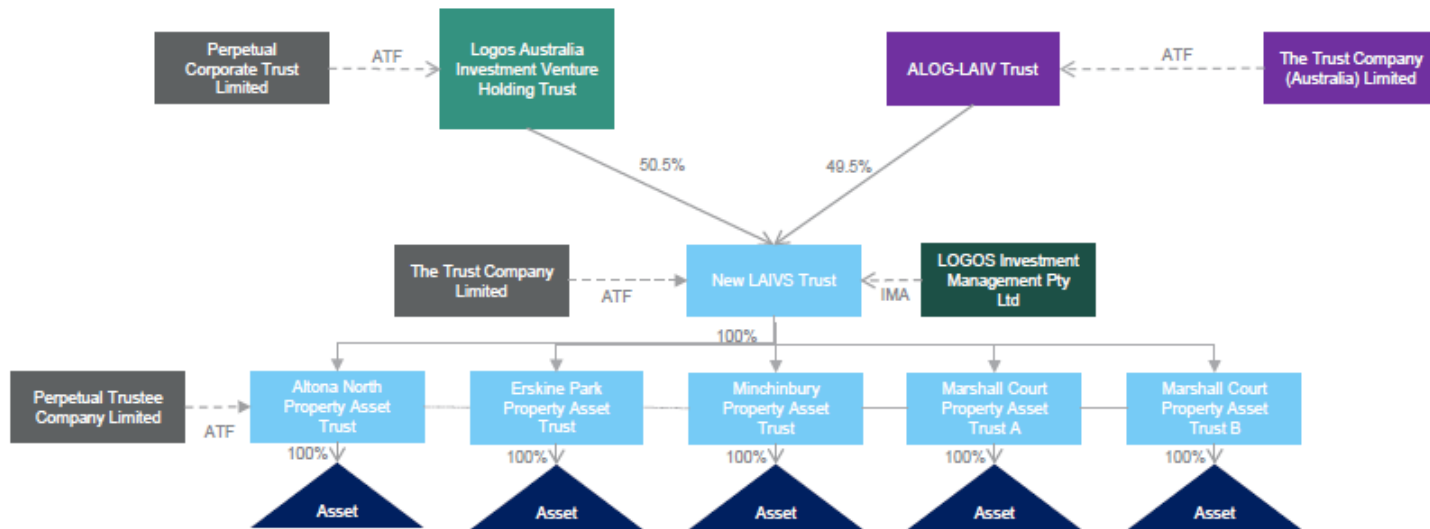 Perpetual
Corporate Trust
Limited
ATF
Logos Australia
Investment Venture
Holding Trust
ALOG-LAIV Trust
ATF
The Trust Company
(Australia) Limited
50.5%
49.5%
The Trust Company
Limited
ATF
New LAIVS Trust
IMA
LOGOS Investment
Management Pty
Ltd
100%
Perpetual Trustee
Company Limited
ATF
Altona North
Property Asset
Trust
Erskine Park
Property Asset
Trust
Minchinbury
Property Asset
Trust
Marshall Court
Property Asset
Trust A
Marshall Court
Property Asset
Trust B
100%
100%
100%
100%
100%
Asset
Asset
Asset
Asset
Asset